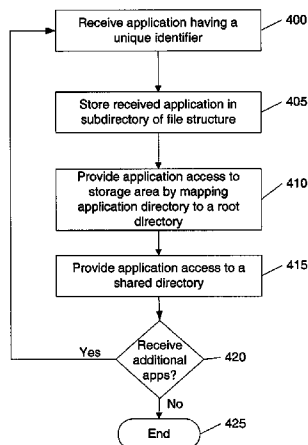 Receive application having a
unique identifier
400
Store received application in
subdirectory of file structure
405
Provide application access to
storage area by mapping
application directory to a root
directory
410
Provide application access to a
shared directory
415
Receive
additional
apps?
420
Yes
No
End
425